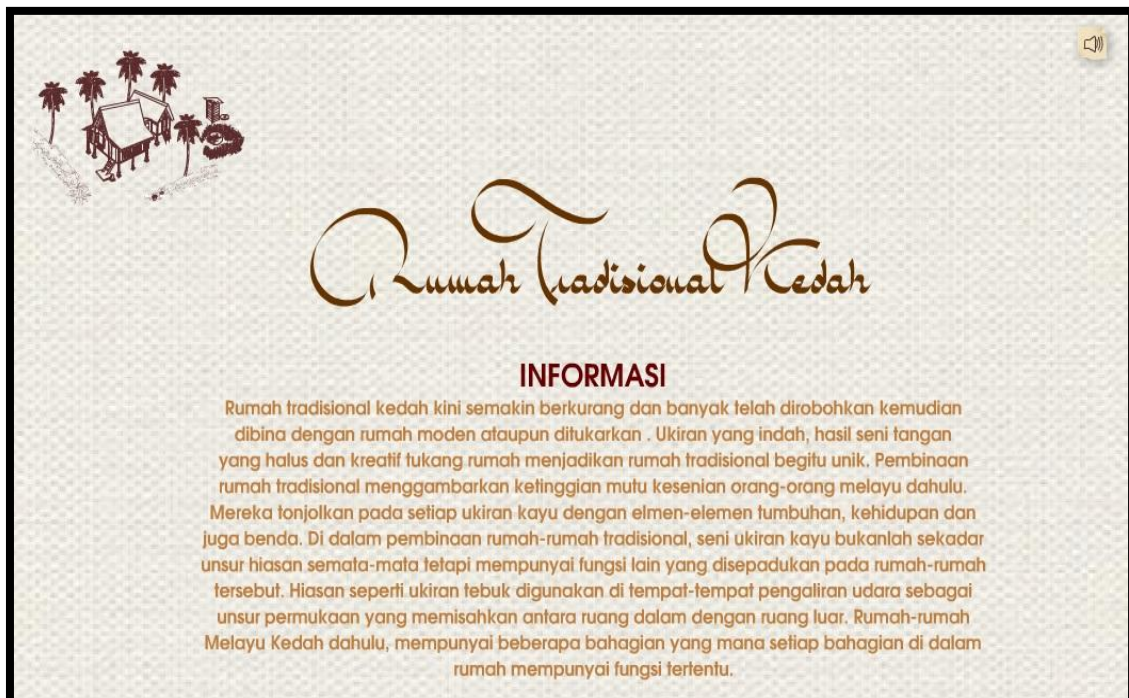 Rumah Tradisional Kedah
INFORMASI
Rumah tradisional kedah kini semakin berkurang dan banyak telah dirobohkan kemudian
dibina dengan rumah moden ataupun ditukarkan . Ukiran yang indah, hasil seni tangan
yang halus dan kreatif tukang rumah menjadikan rumah tradisional begitu unik. Pembinaan
rumah tradisional menggambarkan ketinggian mutu kesenian orang-orang melayu dahulu.
Mereka tonjolkan pada setiap ukiran kayu dengan elmen-elemen tumbuhan, kehidupan dan
juga benda. Di dalam pembinaan rumah-rumah tradisional, seni ukiran kayu bukanlah sekadar
unsur hiasan semata-mata tetapi mempunyai fungsi lain yang disepadukan pada rumah-rumah
tersebut. Hiasan seperti ukiran tebuk digunakan di tempat-tempat pengaliran udara sebagai
unsur permukaan yang memisahkan antara ruang dalam dengan ruang luar. Rumah-rumah
Melayu Kedah dahulu, mempunyai beberapa bahagian yang mana setiap bahagian di dalam
rumah mempunyai fungsi tertentu.